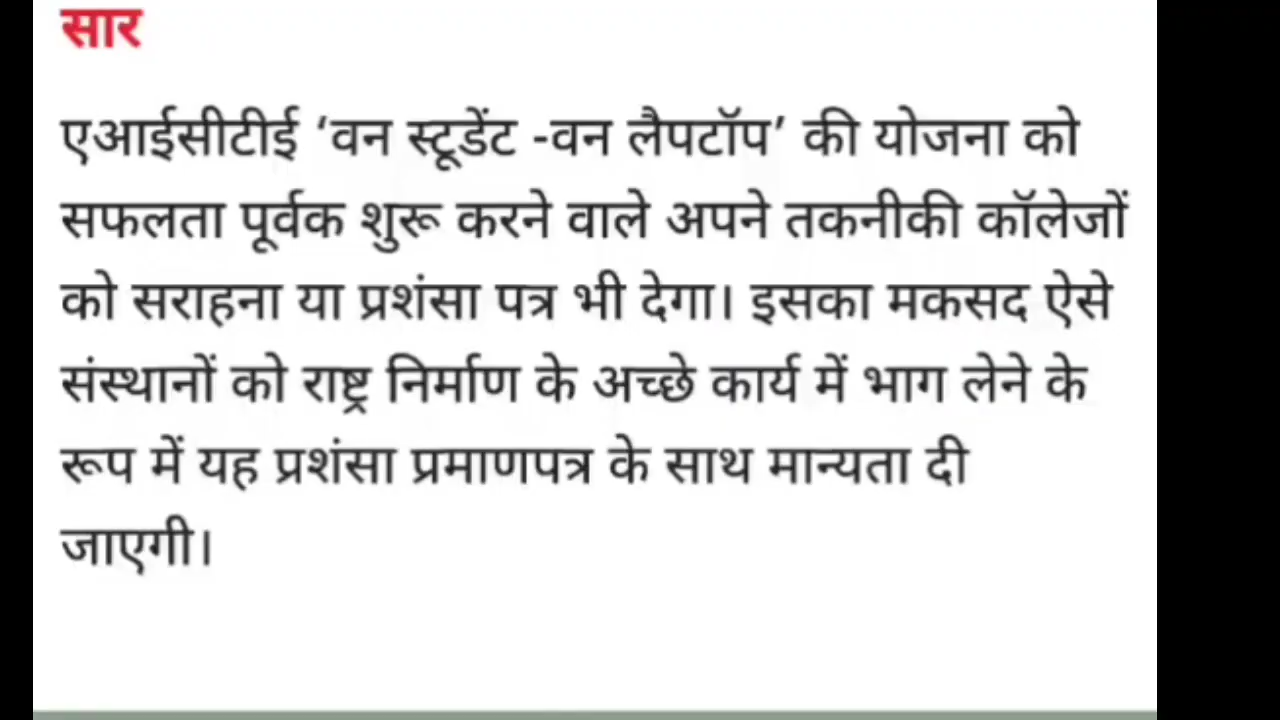 सार
एआईसीटीई ‘वन स्टूडेंट -वन लैपटॉप’ की योजना को
सफलता पूर्वक शुरू करने वाले अपने तकनीकी कॉलेजों
को सराहना या प्रशंसा पत्र भी देगा। इसका मकसद ऐसे
संस्थानों को राष्ट्र निर्माण के अच्छे कार्य में भाग लेने के
रूप में यह प्रशंसा प्रमाणपत्र के साथ मान्यता दी
जाएगी।